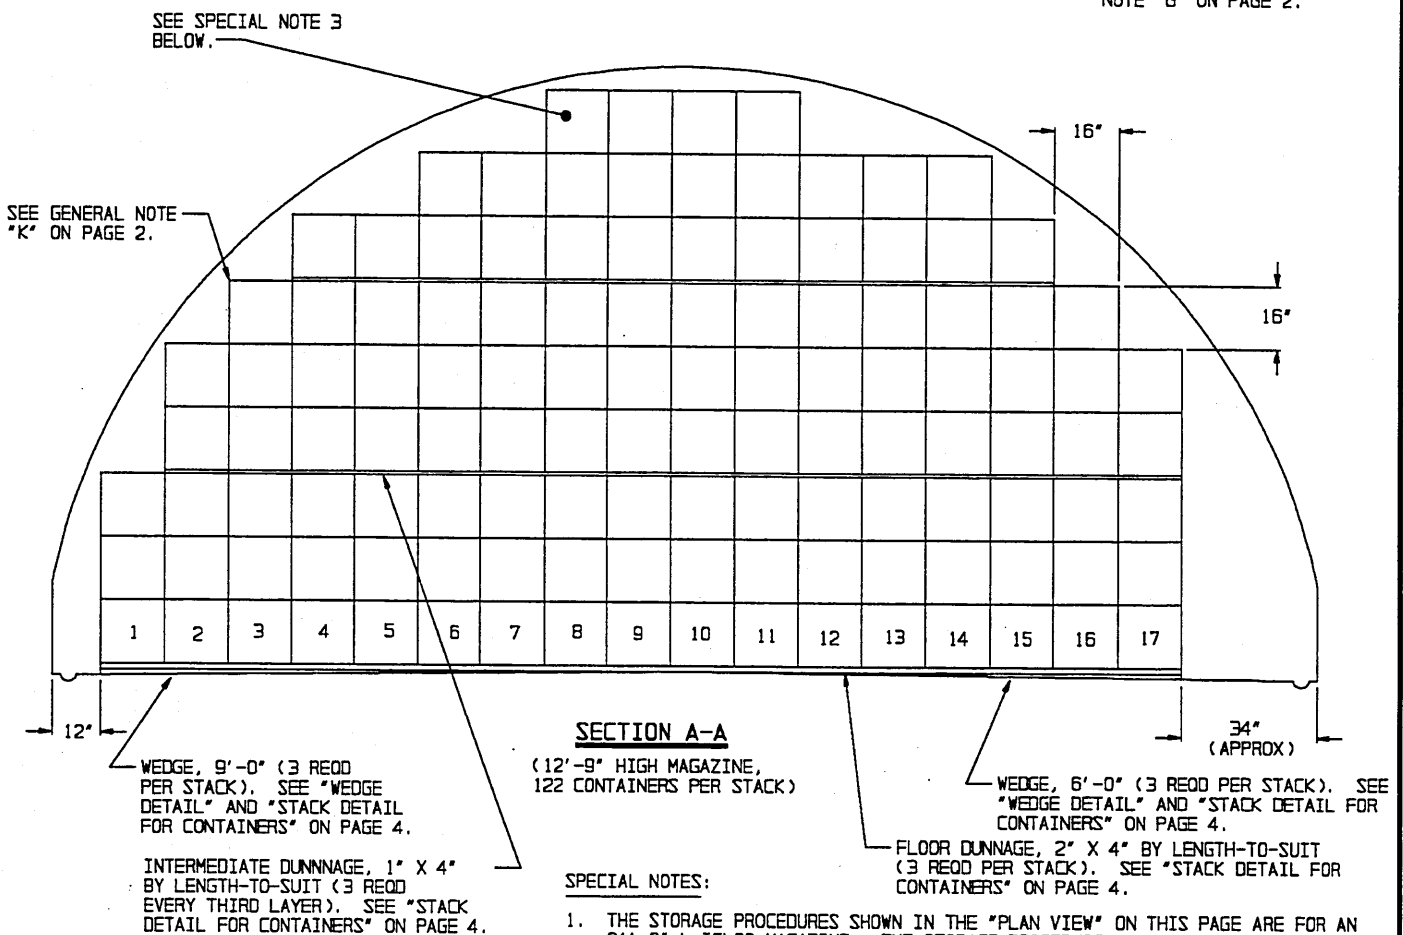 NOTE "G" ON PAGE 2.
SEE SPECIAL NOTE 3
BELOW.
16"
SEE GENERAL NOTE
"K" ON PAGE 2.
16"
1 2 3 4 5 6 7 8 9 10 11 12 13 14 15 16 17
12"
SECTION A-A
(12'-9" HIGH MAGAZINE,
122 CONTAINERS PER STACK)
34"
(APPROX)
WEDGE, 9'-0" (3 REQD
PER STACK). SEE "WEDGE
DETAIL" AND "STACK DETAIL
FOR CONTAINERS" ON PAGE 4.
WEDGE, 6'-0" (3 REQD PER STACK). SEE
"WEDGE DETAIL" AND "STACK DETAIL FOR
CONTAINERS" ON PAGE 4.
FLOOR DUNNAGE, 2" X 4" BY LENGTH-TO-SUIT
(3 REQD PER STACK). SEE "STACK DETAIL FOR
CONTAINERS" ON PAGE 4.
INTERMEDIATE DUNNNAGE, 1" X 4"
BY LENGTH-TO-SUIT (3 REQD
EVERY THIRD LAYER). SEE "STACK
DETAIL FOR CONTAINERS" ON PAGE 4.
SPECIAL NOTES:
1. THE STORAGE PROCEDURES SHOWN IN THE "PLAN VIEW" ON THIS PAGE ARE FOR AN